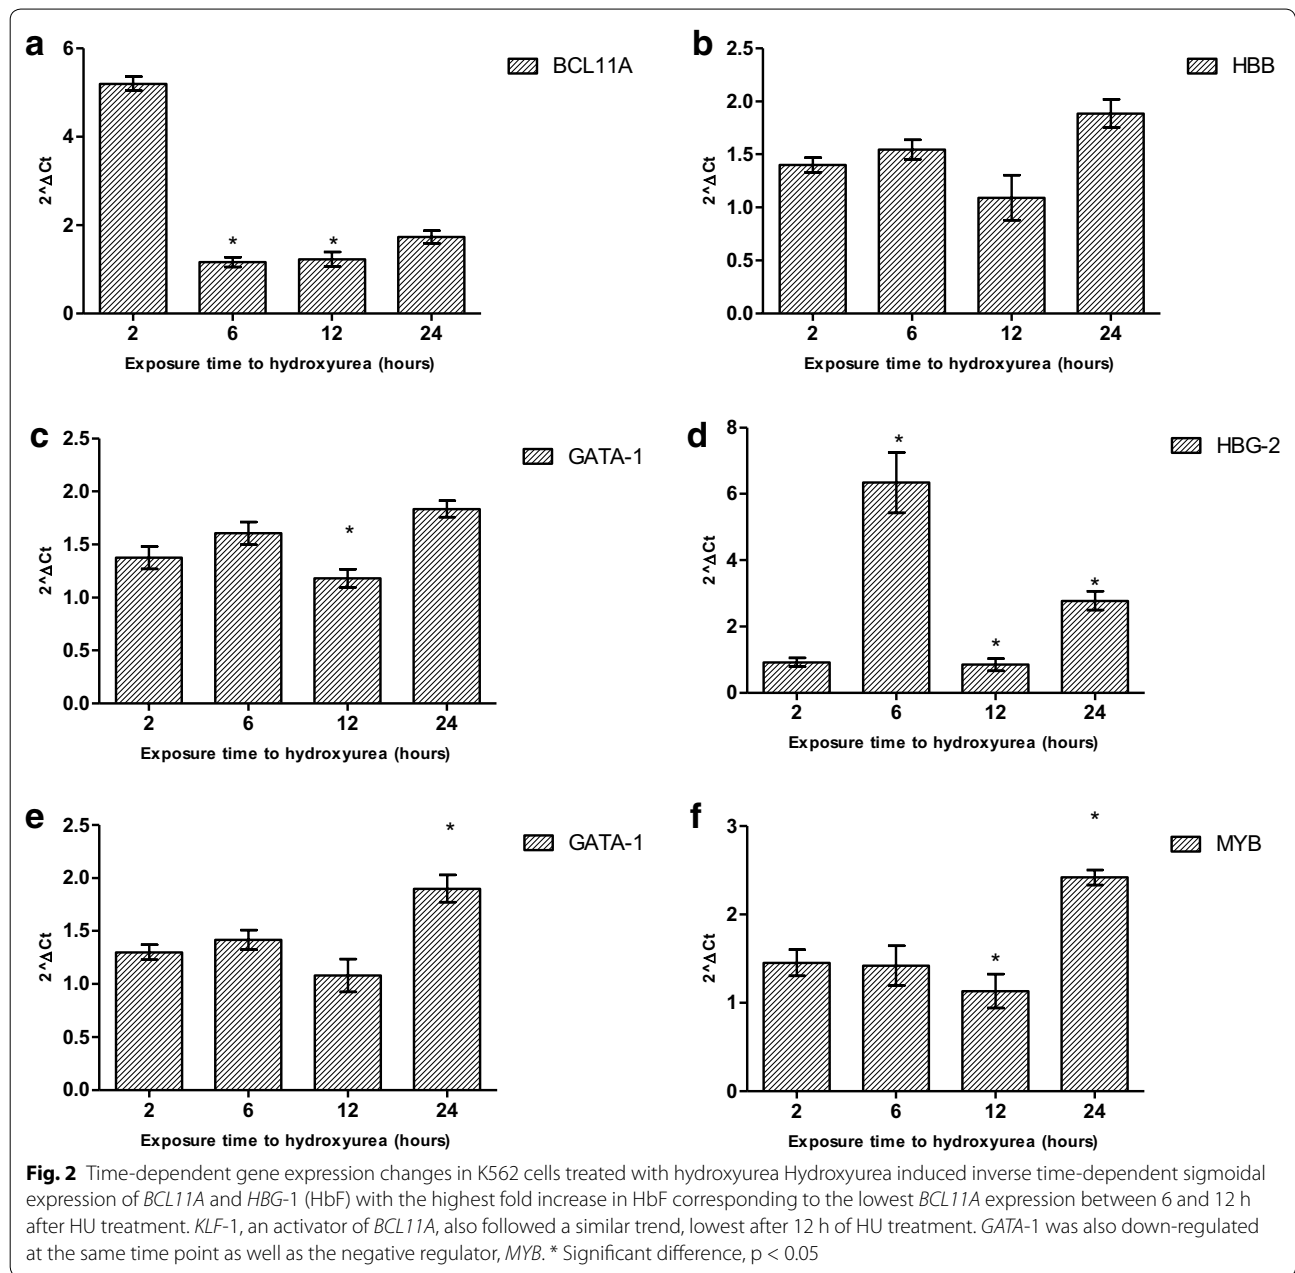 a
6
4
2
0
2^ΔCt
* *
2 6 12 24
Exposure time to hydroxyurea (hours)
BCL11A
b
2.5
2.0
1.5
1.0
0.5
0.0
2^ΔCt
2 6 12 24
Exposure time to hydroxyurea (hours)
HBB
c
2.5
2.0
1.5
1.0
0.5
0.0
2^ΔCt
*
2 6 12 24
Exposure time to hydroxyurea (hours)
GATA-1
d
8
6
4
2
0
2^ΔCt
* * *
2 6 12 24
Exposure time to hydroxyurea (hours)
HBG-2
e
2.5
2.0
1.5
1.0
0.5
0.0
2^ΔCt
*
2 6 12 24
Exposure time to hydroxyurea (hours)
GATA-1
f
3
2
1
0
2^ΔCt
* *
2 6 12 24
Exposure time to hydroxyurea (hours)
MYB
Fig. 2 Time-dependent gene expression changes in K562 cells treated with hydroxyurea Hydroxyurea induced inverse time-dependent sigmoidal
expression of BCL11A and HBG-1 (HbF) with the highest fold increase in HbF corresponding to the lowest BCL11A expression between 6 and 12 h
after HU treatment. KLF-1, an activator of BCL11A, also followed a similar trend, lowest after 12 h of HU treatment. GATA-1 was also down-regulated
at the same time point as well as the negative regulator, MYB. * Significant difference, p < 0.05